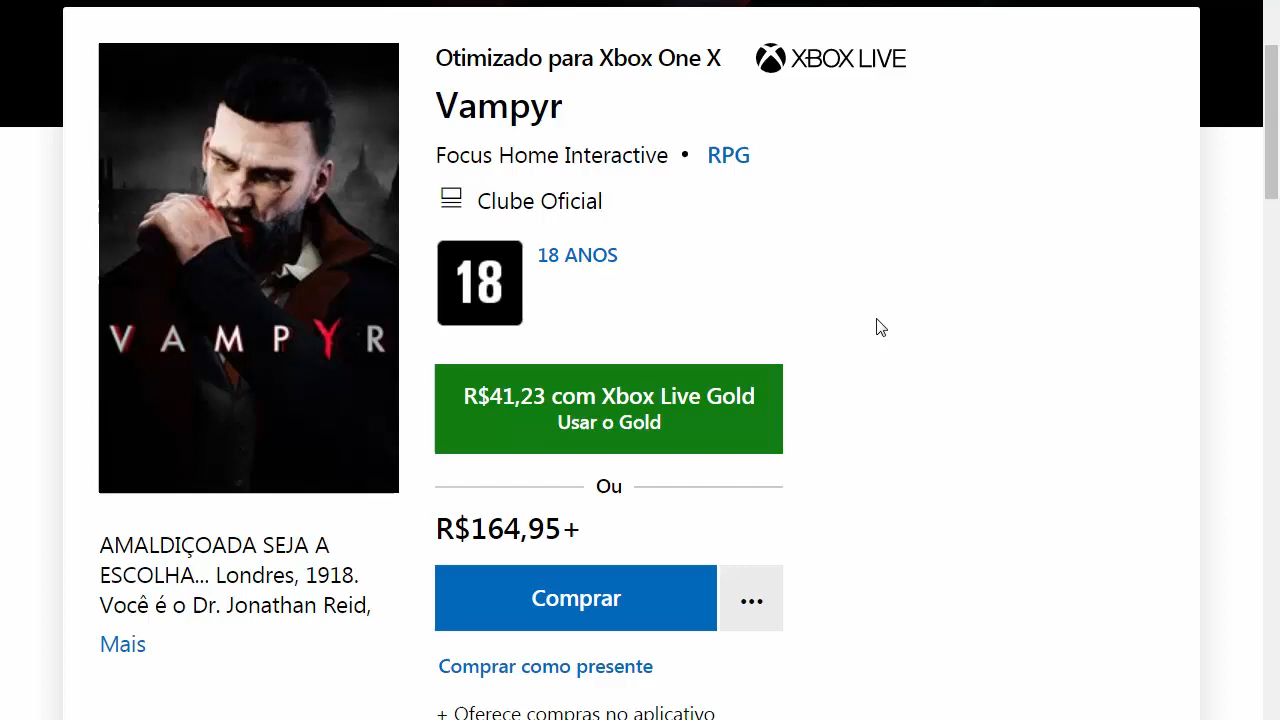 Otimizado para Xbox One X XBOX LIVE
Vampyr
Focus Home Interactive • RPG
Clube Oficial
18 18 ANOS
VAMPYR
R$41,23 com Xbox Live Gold
Usar o Gold
Ou
R$164,95+
Comprar ...
Comprar como presente
+ Oferece compras no aplicativo
AMALDIÇOADA SEJA A
ESCOLHA... Londres, 1918.
Você é o Dr. Jonathan Reid,
Mais